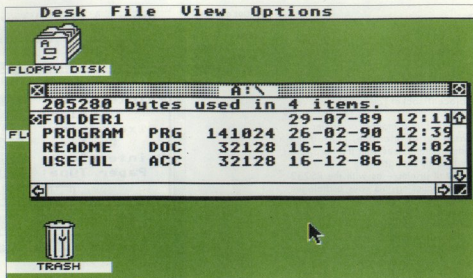 Desk File View Options
A
FLOPPY DISK
A:\
205280 bytes used in 4 items.
FOLDER1 29-07-89 12:11
PROGRAM PRG 141024 26-02-90 12:39
FL
README DOC 32128 16-12-86 12:02
USEFUL ACC 32128 16-12-86 12:03
TRASH